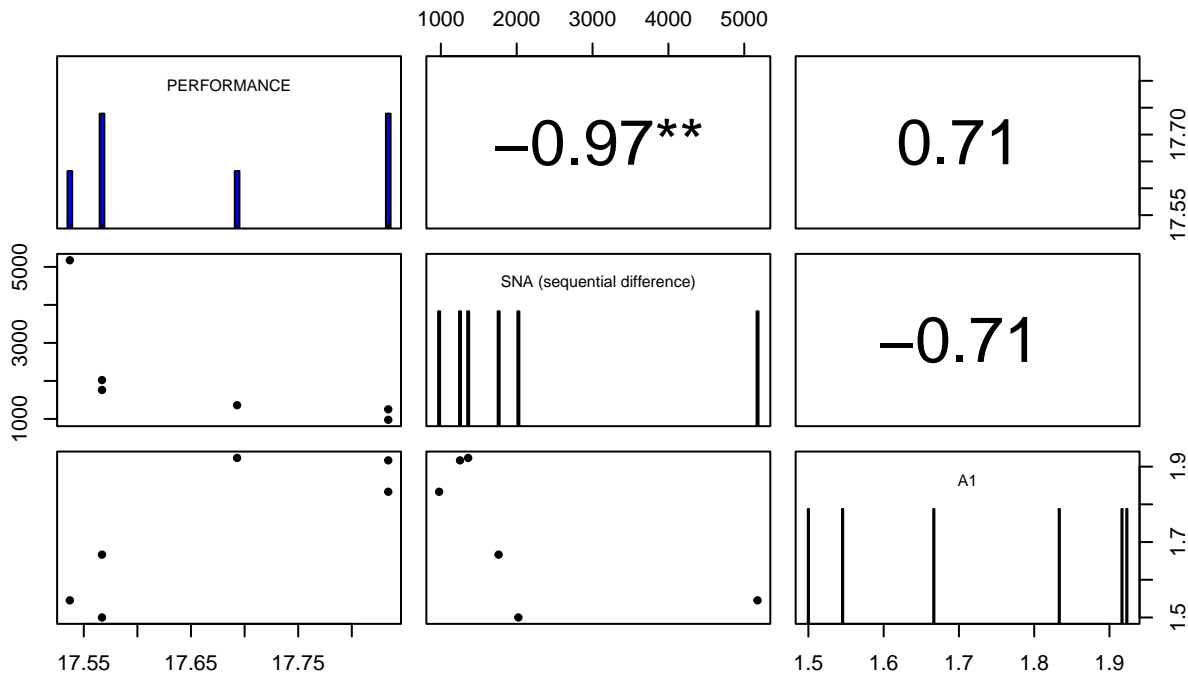 1000 2000 3000 4000 5000
PERFORMANCE
–0.97**
0.71
17.55 17.70
1000 3000 5000
SNA (sequential difference)
–0.71
A1
1.5 1.7 1.9
17.55 17.65 17.75
1.5 1.6 1.7 1.8 1.9